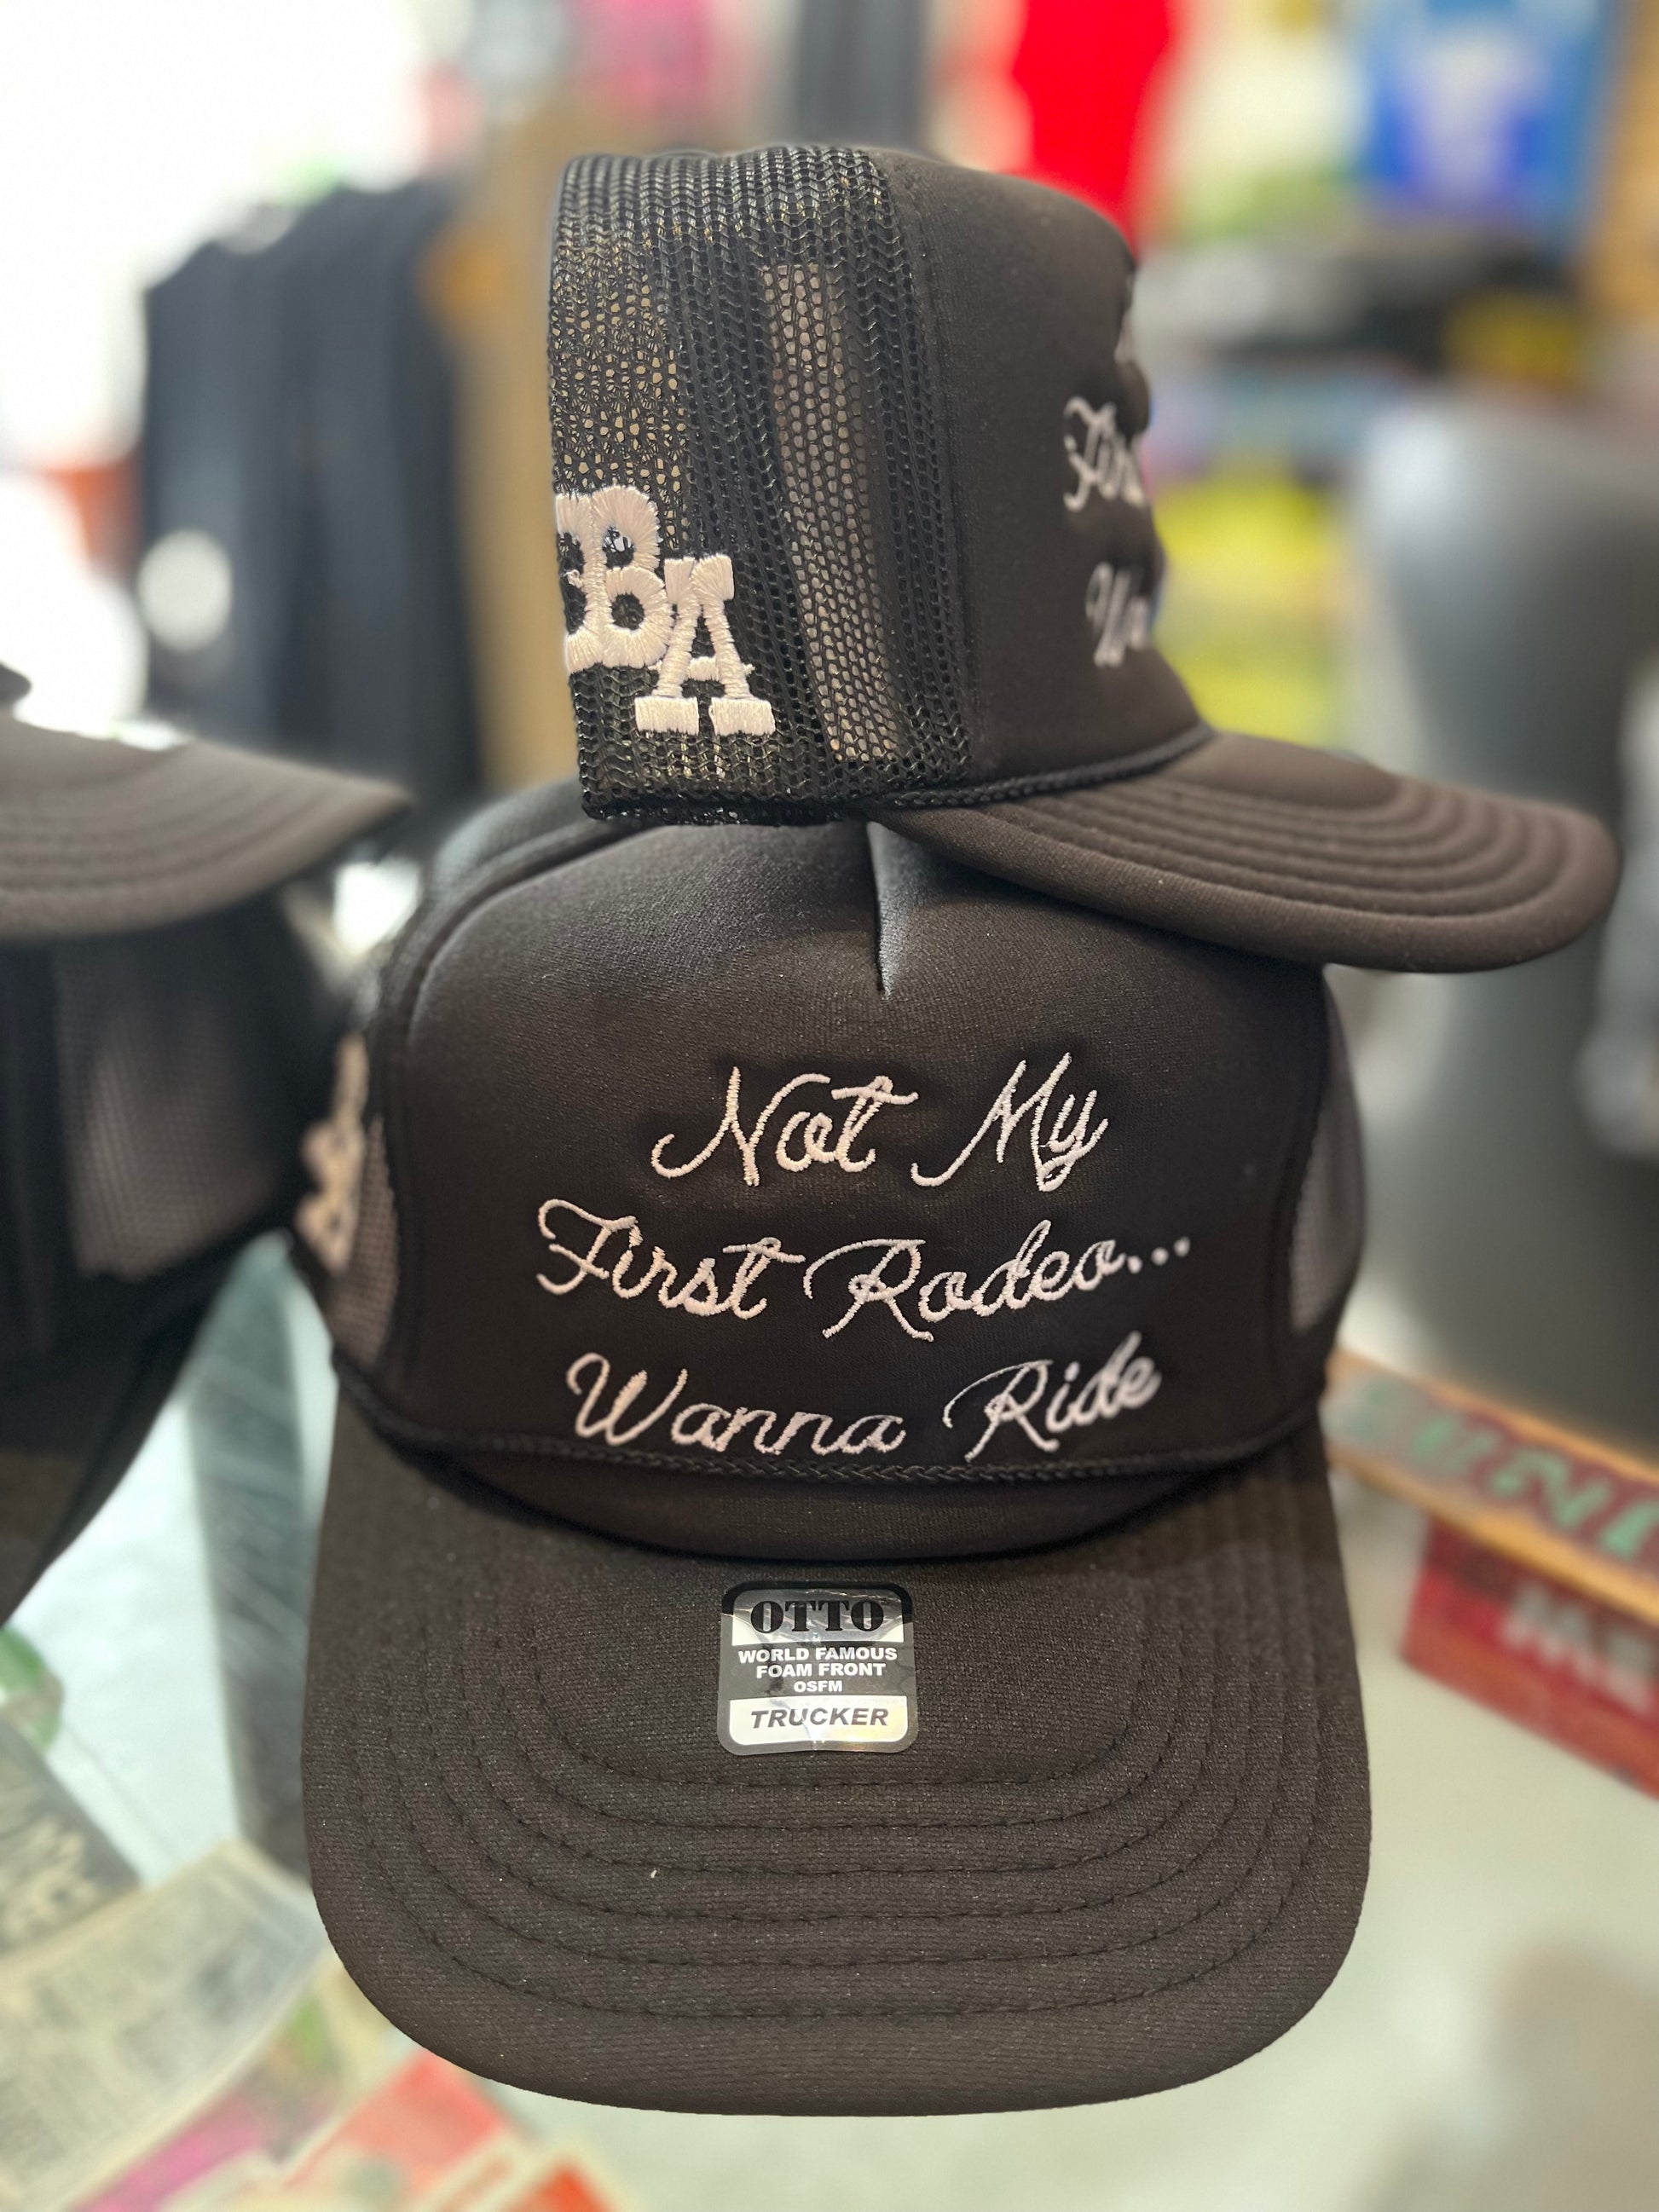 BA
Not My
First Rodeo...
Wanna Ride
OTTO
WORLD FAMOUS
FOAM FRONT
OSFM
TRUCKER